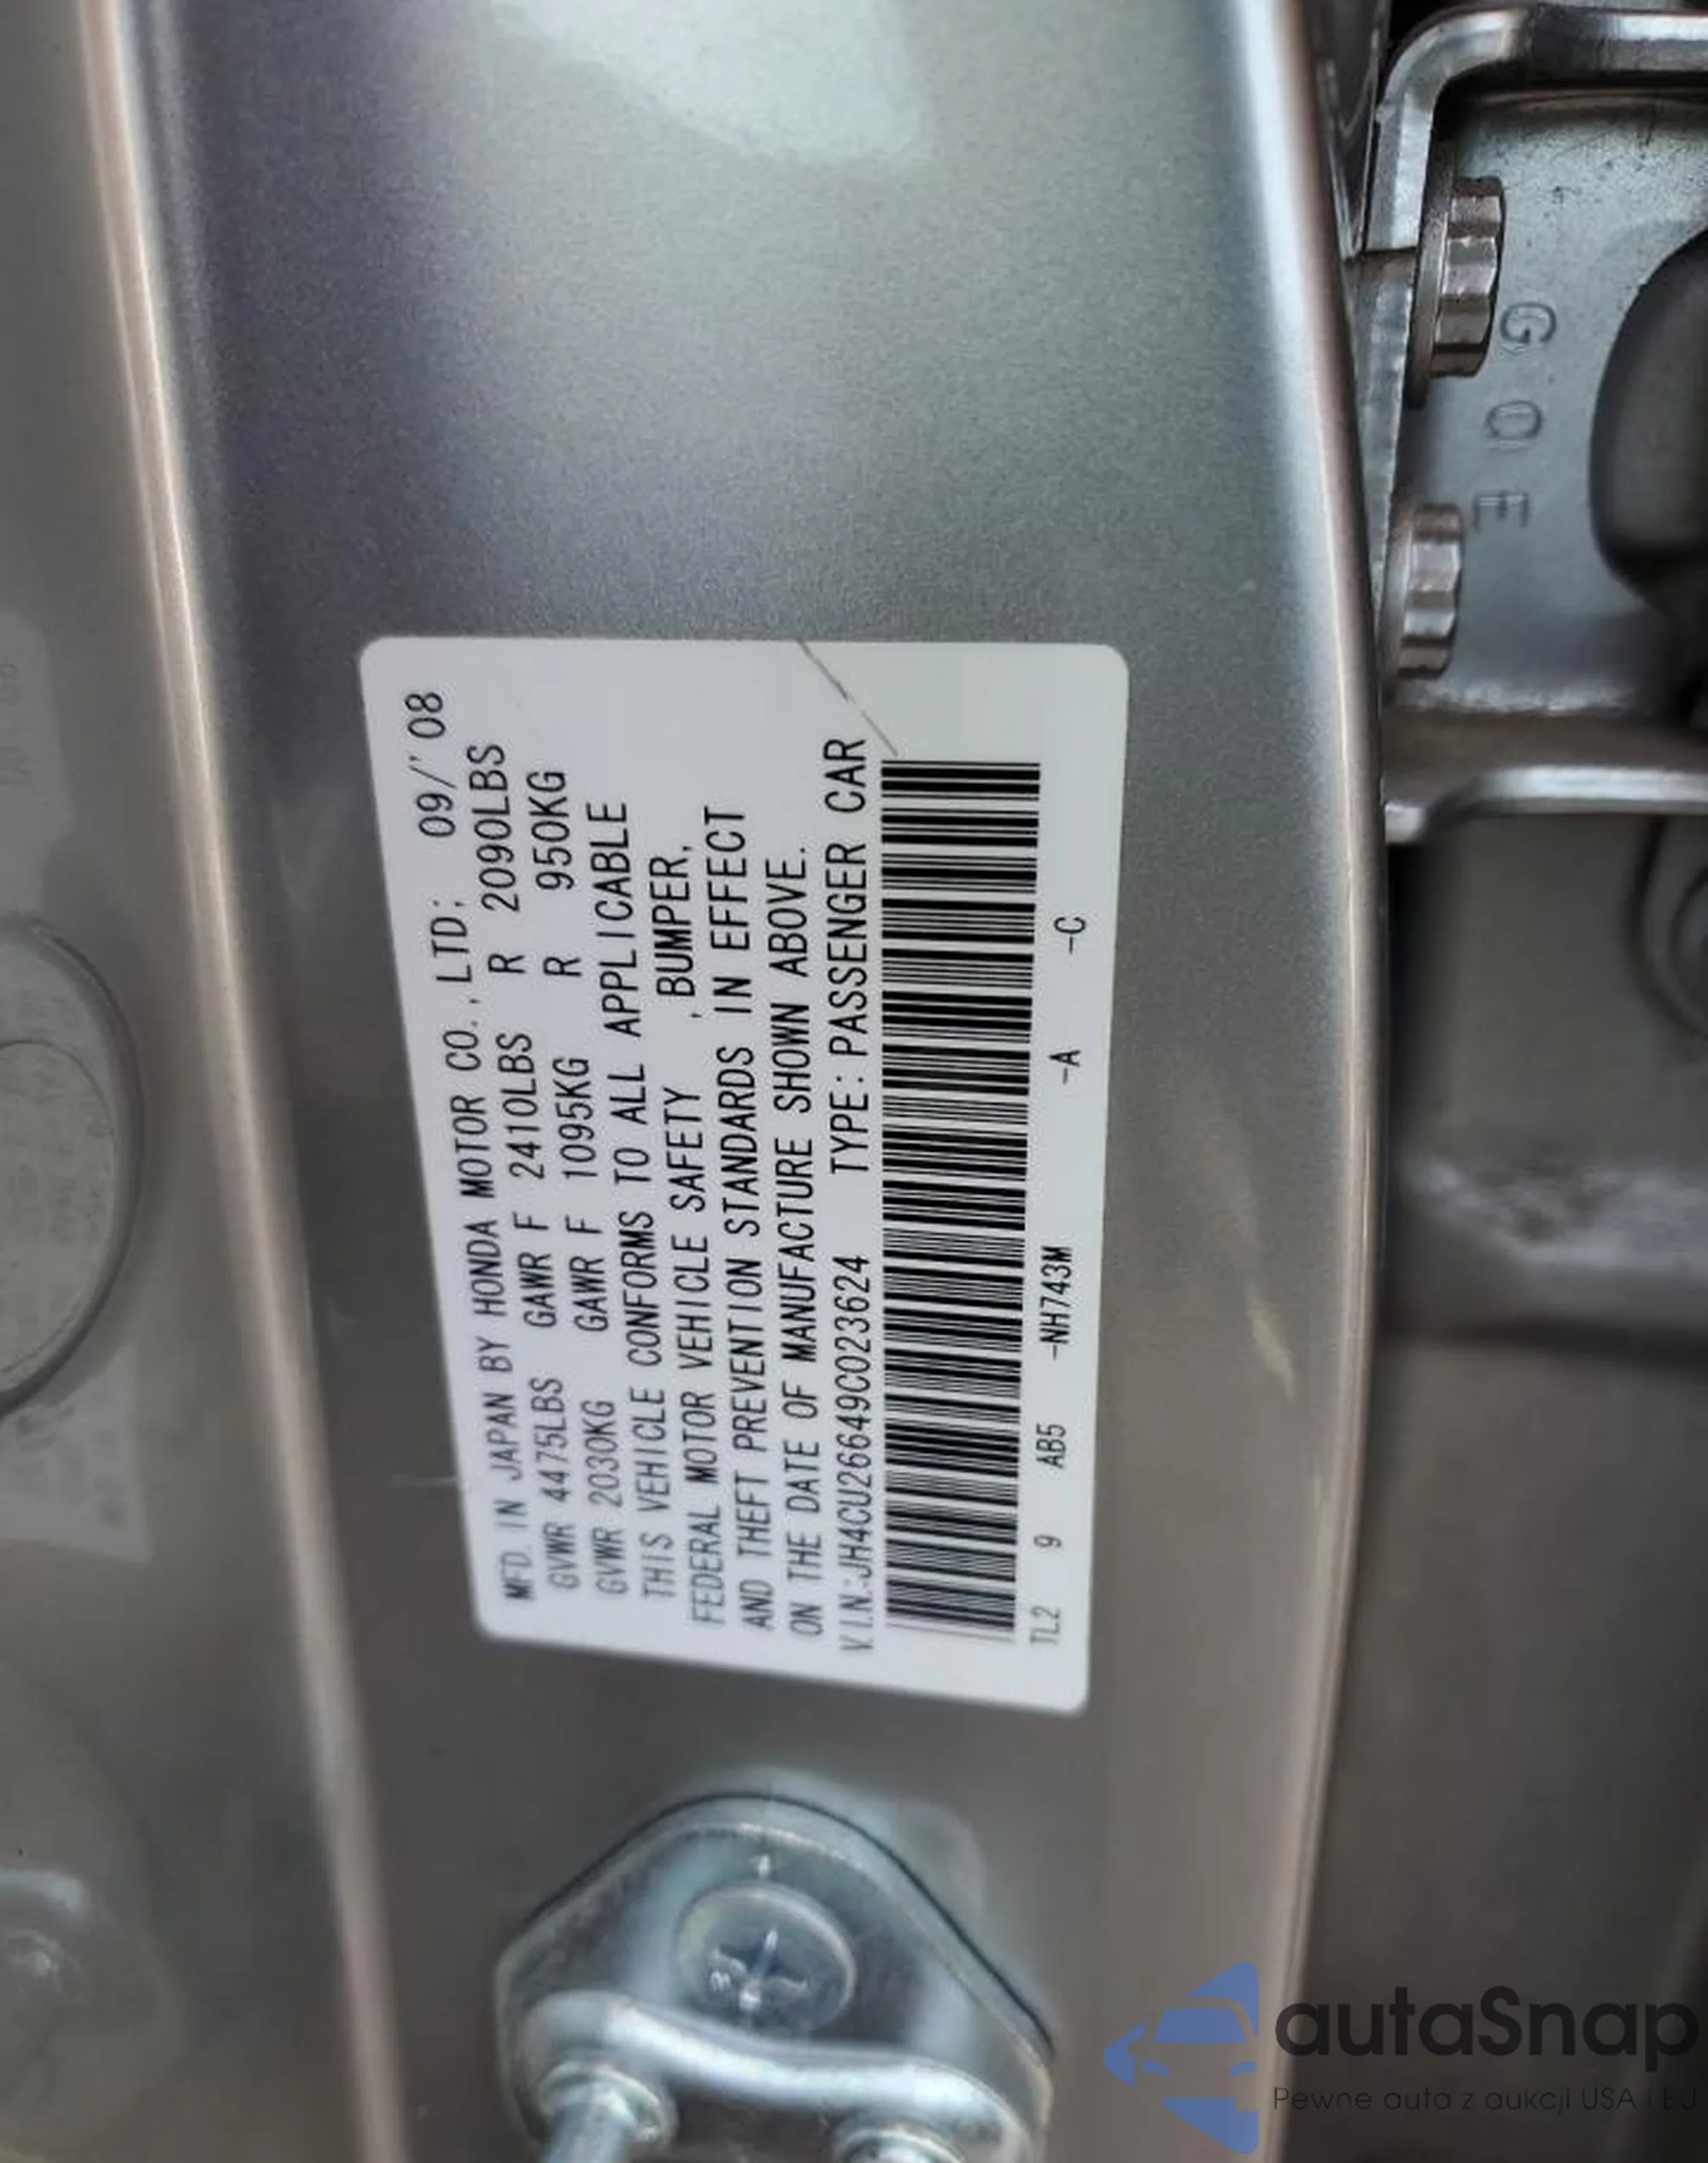 MFD. IN JAPAN BY HONDA MOTOR CO., LTD; 09/'08
GVWR 4475LBS GAWR F 2410LBS R 2090LBS
GVWR 2030KG GAWR F 1095KG R 950KG
THIS VEHICLE CONFORMS TO ALL APPLICABLE
FEDERAL MOTOR VEHICLE SAFETY , BUMPER,
AND THEFT PREVENTION STANDARDS IN EFFECT
ON THE DATE OF MANUFACTURE SHOWN ABOVE.
V.I.N.:JH4CU26649C023624 TYPE: PASSENGER CAR
TL2 9 AB5 -NH743M -A -C
G O E
autaSnap
Pewne auta z aukcji USA i EU